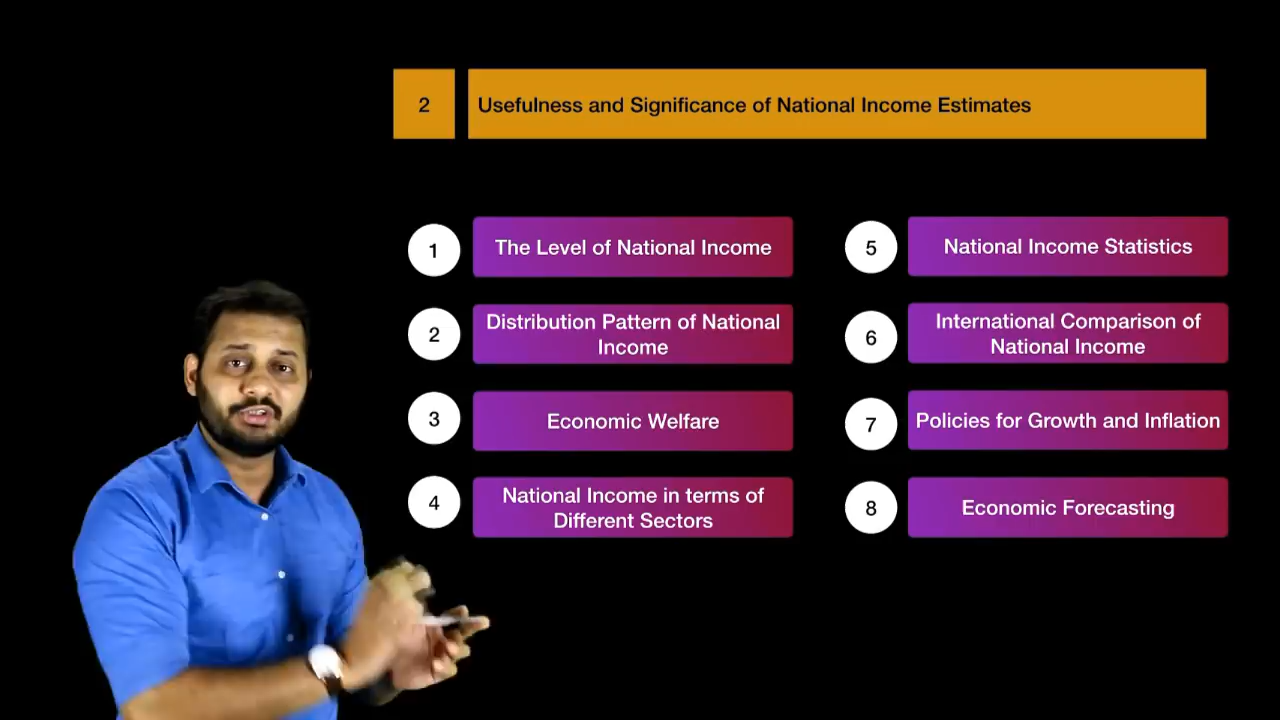 2
Usefulness and Significance of National Income Estimates
1
The Level of National Income
2
Distribution Pattern of National
Income
3
Economic Welfare
4
National Income in terms of
Different Sectors
5
National Income Statistics
6
International Comparison of
National Income
7
Policies for Growth and Inflation
8
Economic Forecasting